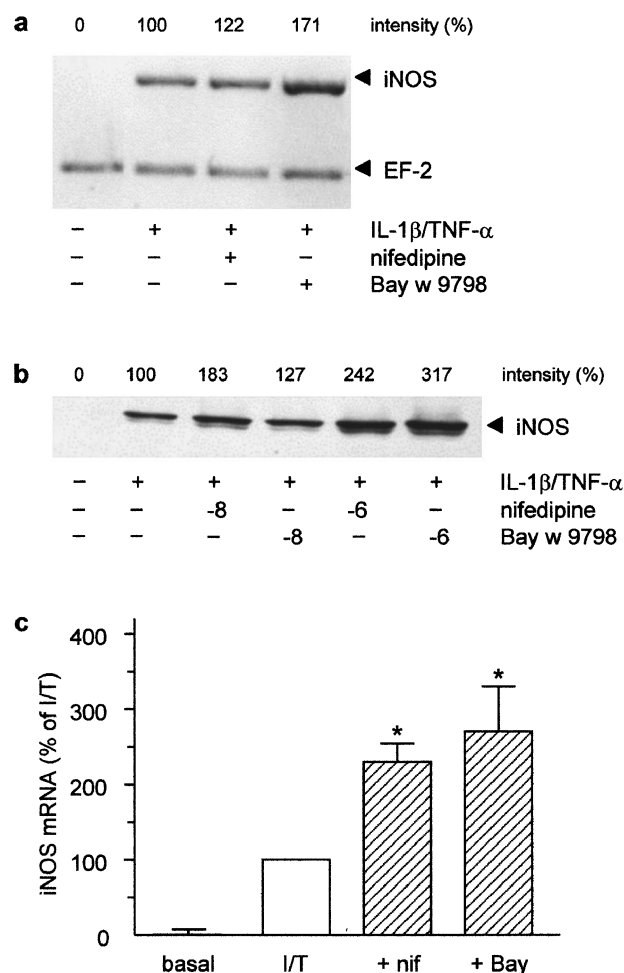 a 0 100 122 171 intensity (%)
iNOS
EF-2
– + + + IL-1β/TNF-α
– – + – nifedipine
– – – + Bay w 9798
b 0 100 183 127 242 317 intensity (%)
iNOS
– + + + + + IL-1β/TNF-α
– – -8 – -6 – nifedipine
– – – -8 – -6 Bay w 9798
c
iNOS mRNA (% of I/T)
400
300
200
100
0
* *
basal I/T + nif + Bay